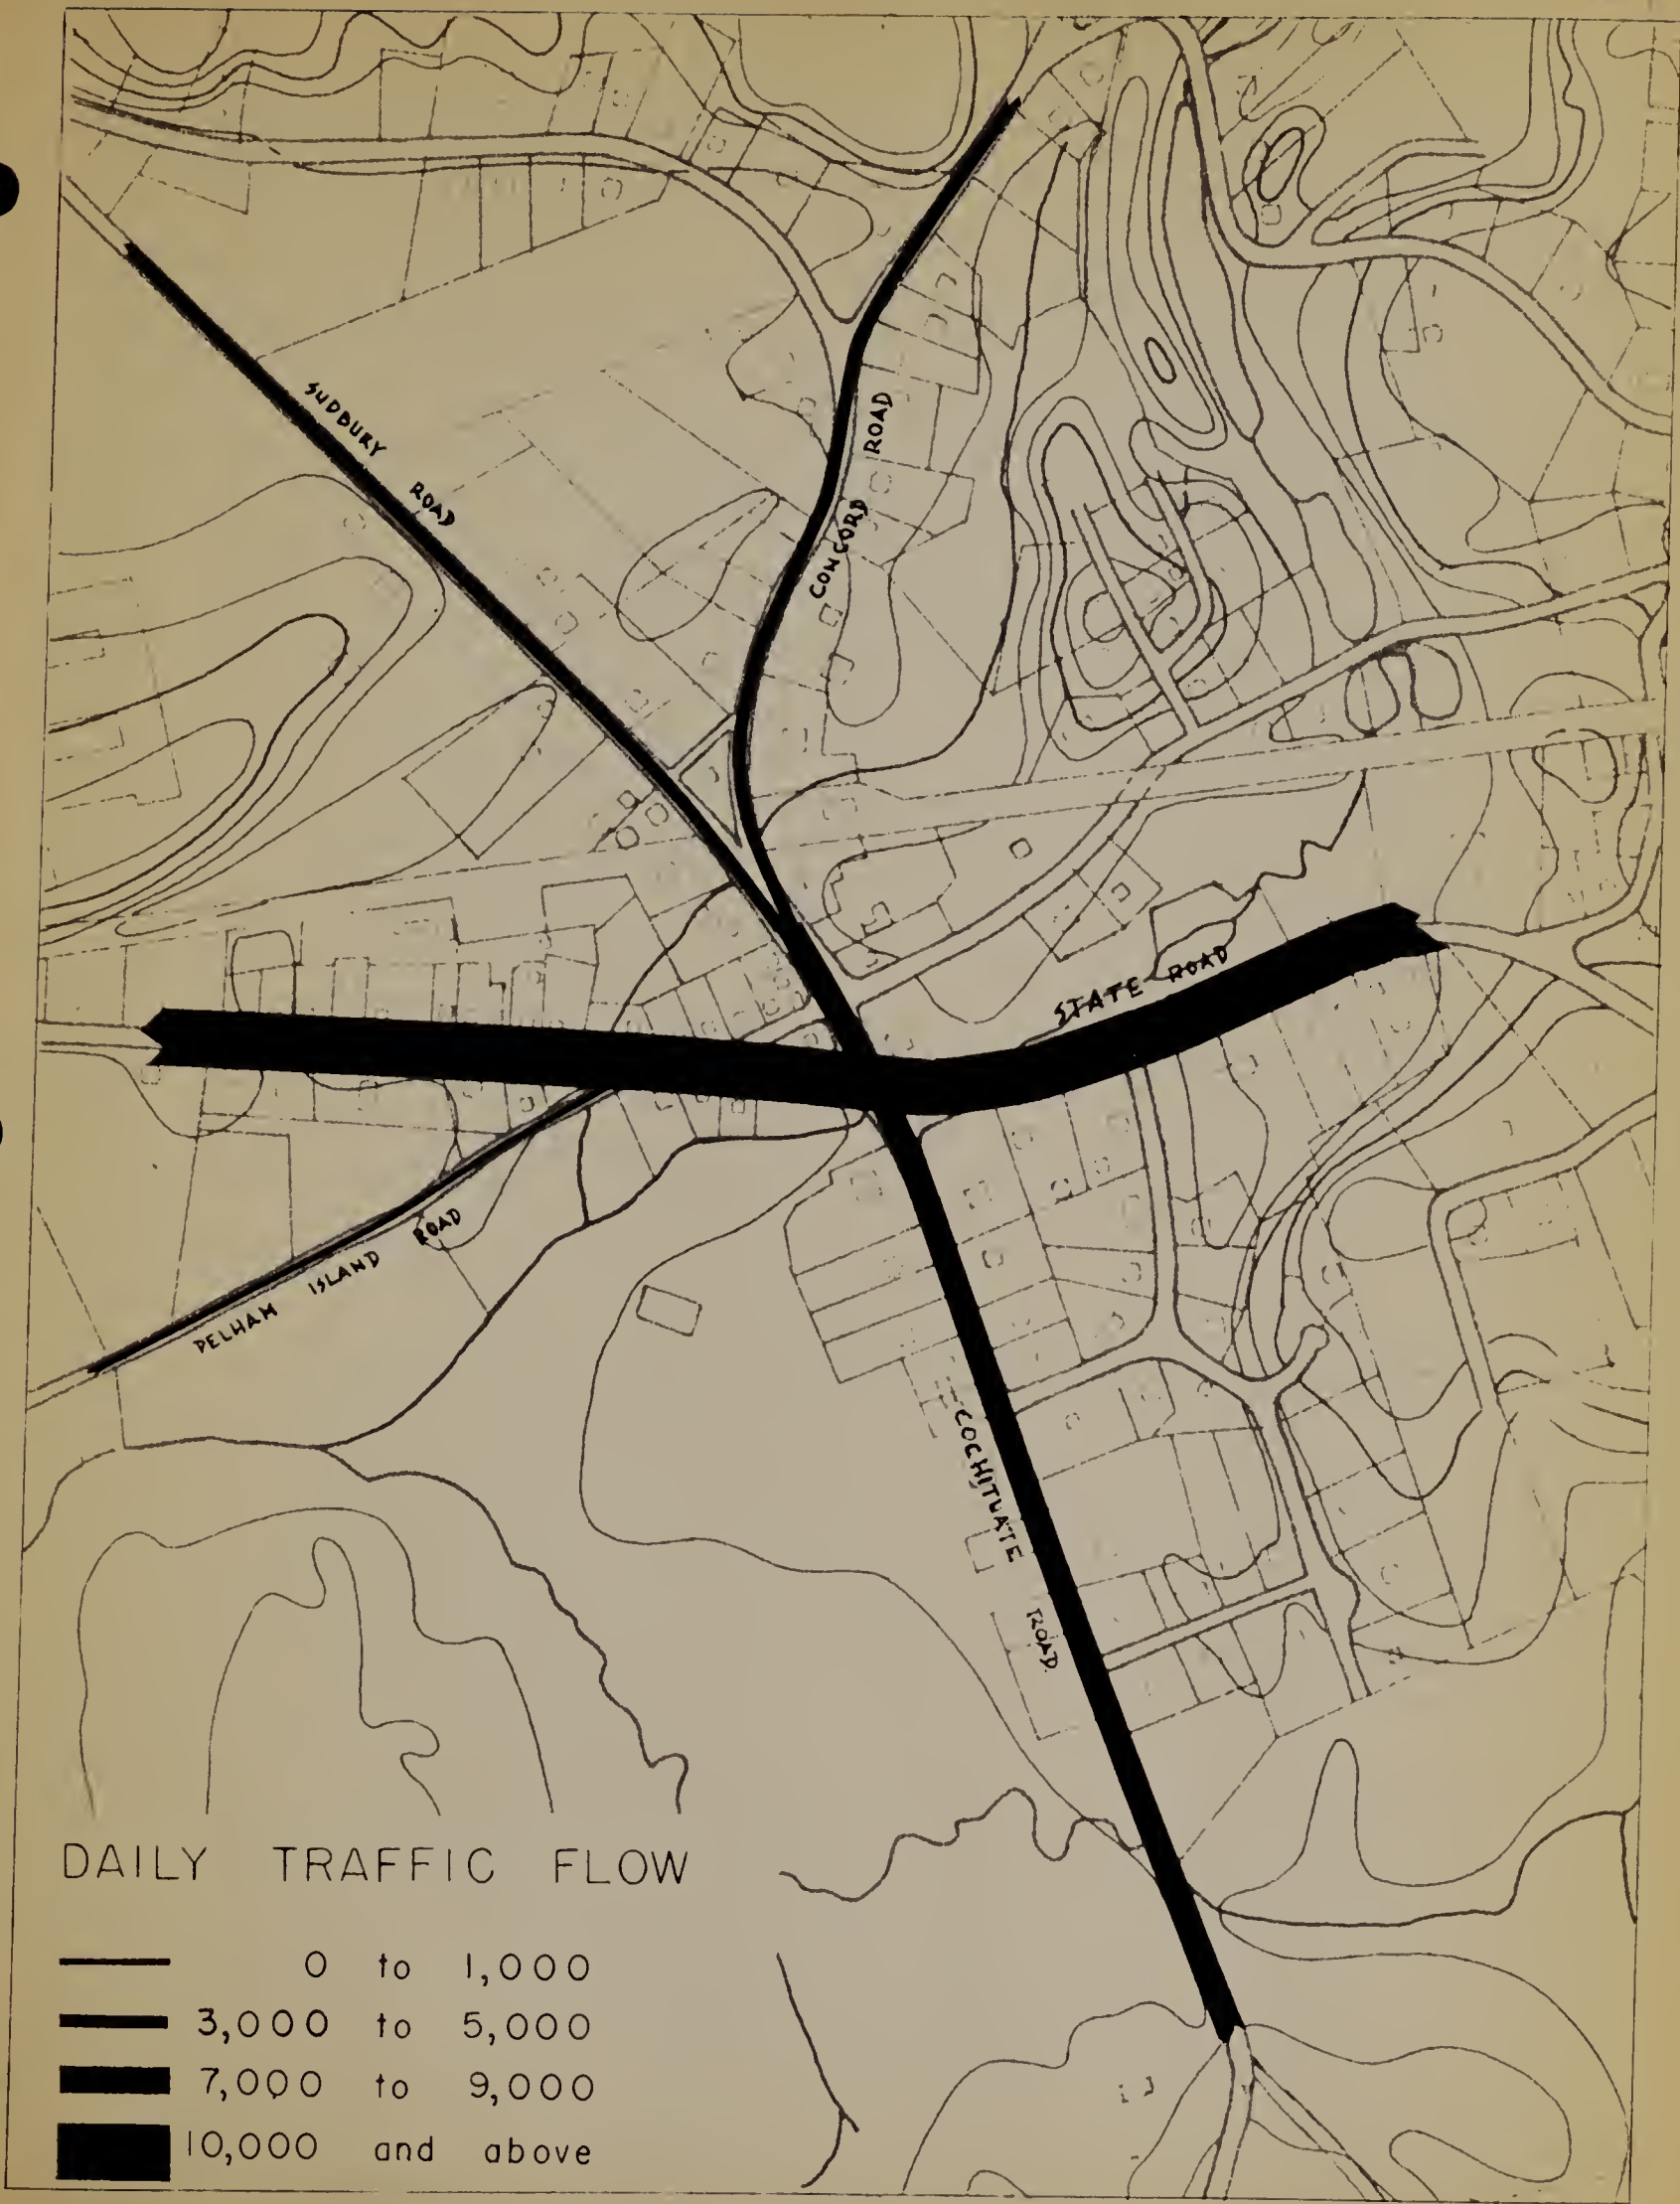 SUDBURY ROAD
CONCORD ROAD
STATE ROAD
PELHAM ISLAND ROAD
COCHITUATE ROAD
DAILY TRAFFIC FLOW
0 to 1,000
3,000 to 5,000
7,000 to 9,000
10,000 and above